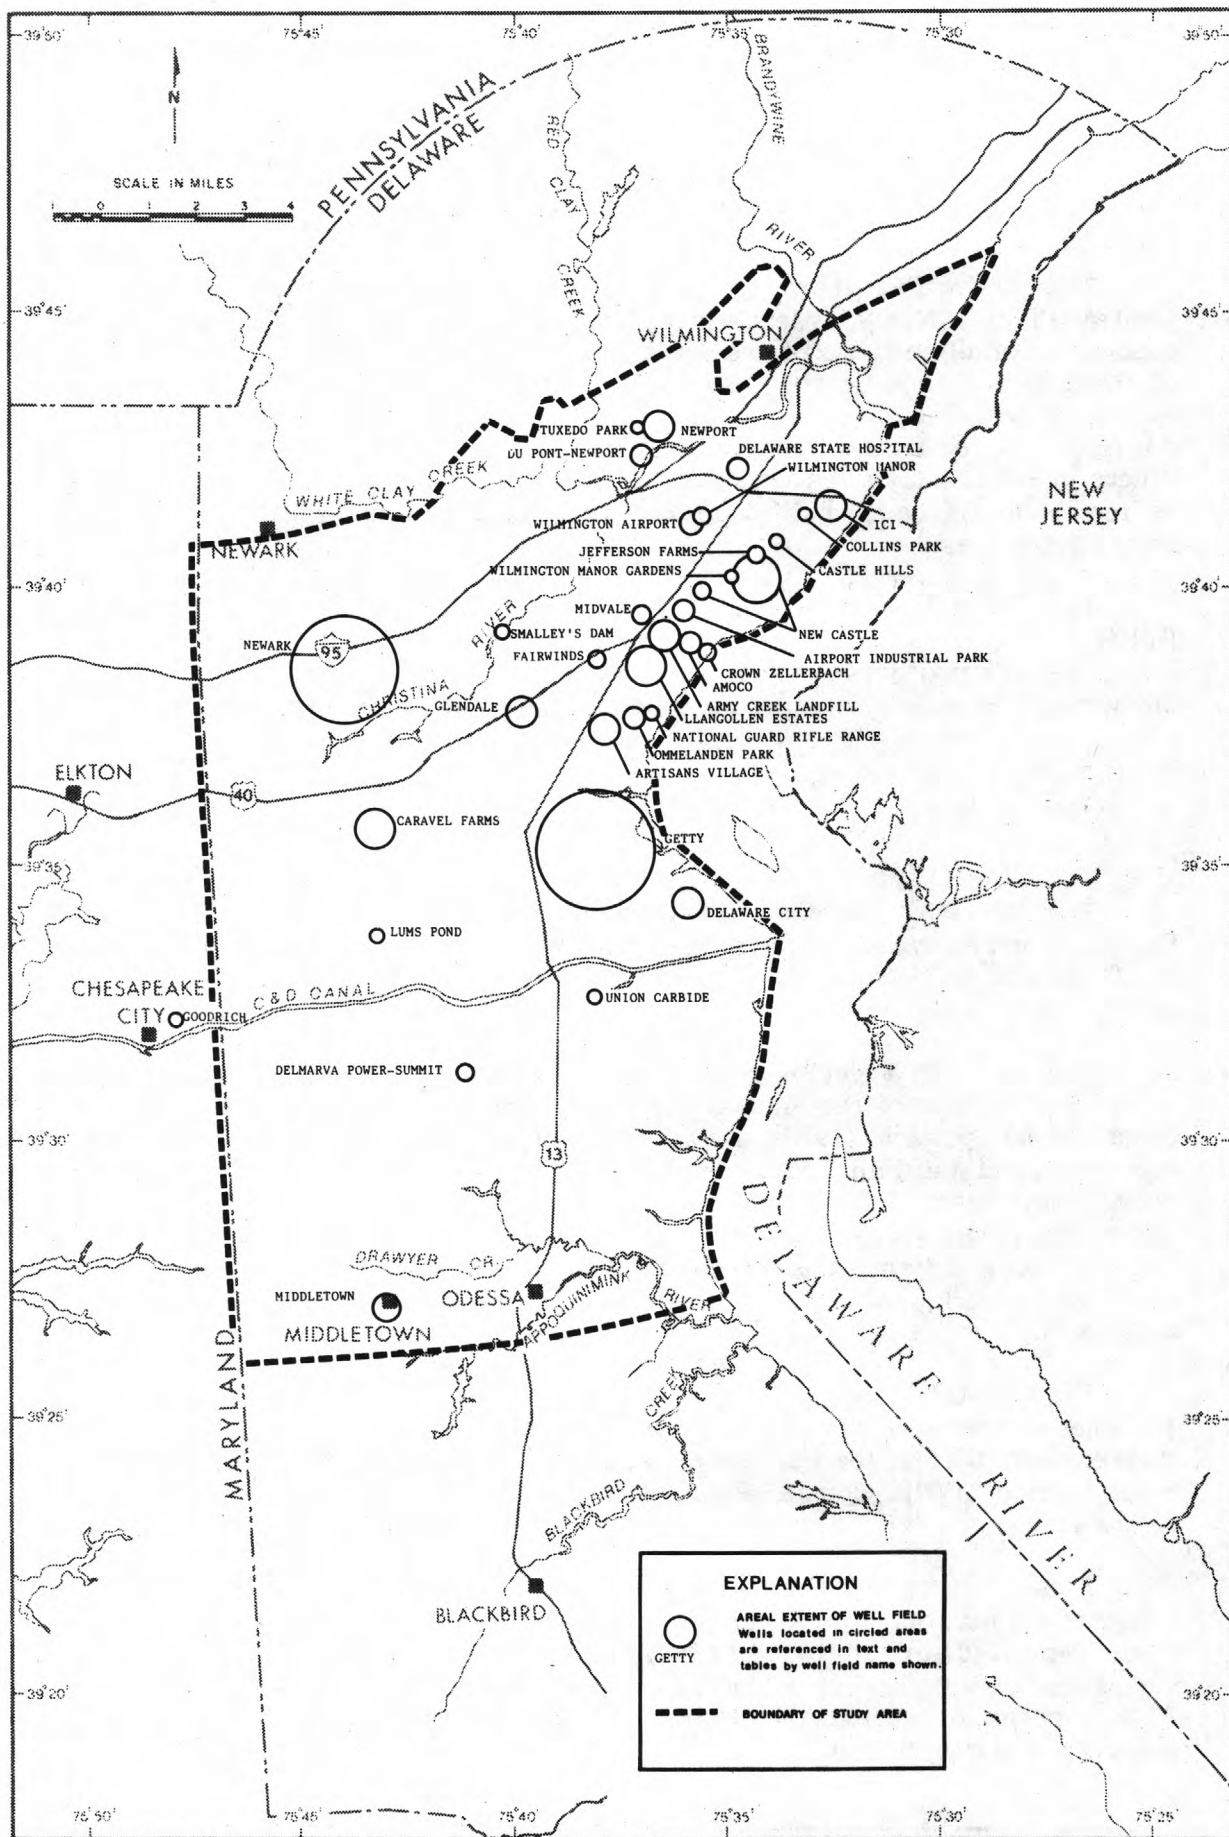 39°50'
75°45'
75°40'
75°35'
75°30'
39°50'
N
SCALE IN MILES
1 0 1 2 3 4
PENNSYLVANIA
DELAWARE
RED
CLAY
CREEK
BRANDYWINE
RIVER
39°45'
39°45'
WILMINGTON
TUXEDO PARK
NEWPORT
DU PONT-NEWPORT
DELAWARE STATE HOSPITAL
WILMINGTON MANOR
WHITE CLAY CREEK
NEW
JERSEY
WILMINGTON AIRPORT
ICI
NEWARK
COLLINS PARK
JEFFERSON FARMS
CASTLE HILLS
WILMINGTON MANOR GARDENS
39°40'
39°40'
MIDVALE
NEW CASTLE
SMALLEY'S DAM
NEWARK
95
CHRISTINA RIVER
FAIRWINDS
AIRPORT INDUSTRIAL PARK
CROWN ZELLERBACH
AMOCO
GLENDALE
ARMY CREEK LANDFILL
LLANGOLLEN ESTATES
NATIONAL GUARD RIFLE RANGE
OMMELANDEN PARK
ARTISANS VILLAGE
ELKTON
40
CARAVEL FARMS
GETTY
39°35'
39°35'
DELAWARE CITY
LUMS POND
CHESAPEAKE
CITY
C&D CANAL
UNION CARBIDE
GOODRICH
DELMARVA POWER-SUMMIT
39°30'
39°30'
13
DRAWYER CR.
MIDDLETOWN
ODESSA
MIDDLETOWN
APPOQUINIMINK
RIVER
DELAWARE RIVER
MARYLAND
39°25'
39°25'
BLACKBIRD
CREEK
BLACKBIRD
EXPLANATION
AREAL EXTENT OF WELL FIELD
Wells located in circled areas
are referenced in text and
tables by well field name shown.
GETTY
BOUNDARY OF STUDY AREA
39°20'
39°20'
75°50'
75°45'
75°40'
75°35'
75°30'
75°25'